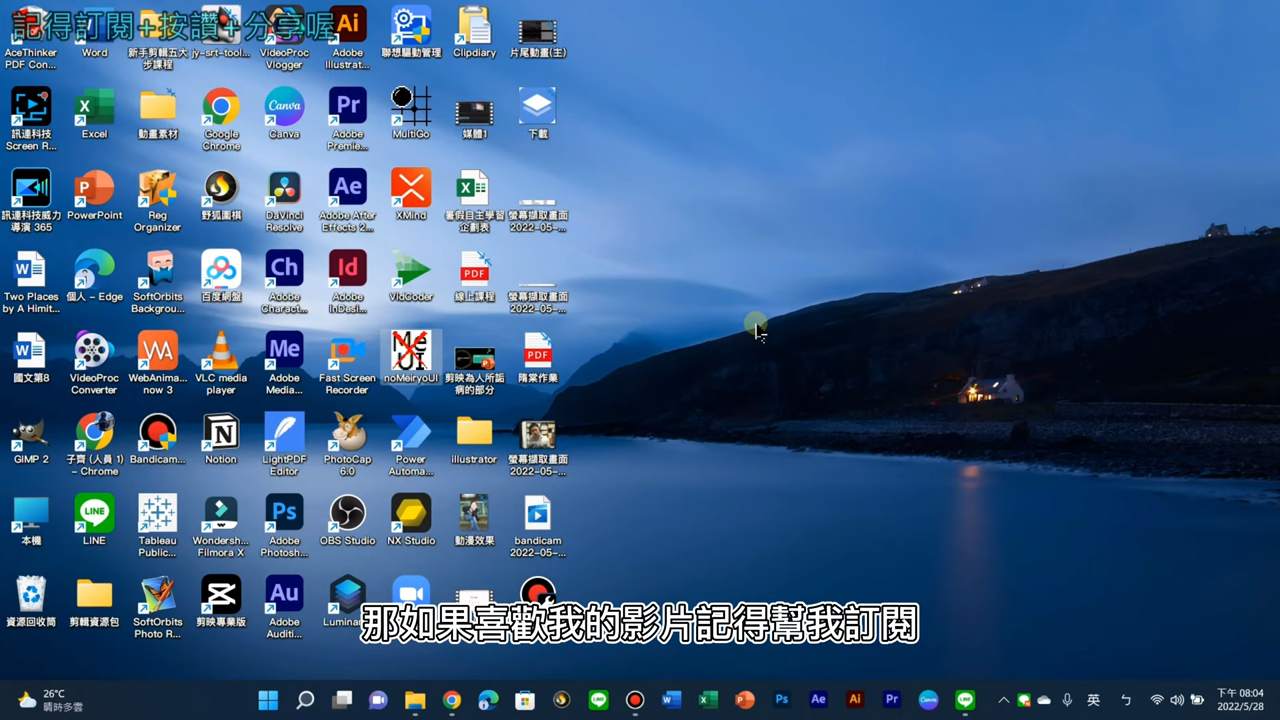 記得訂閱+按讚+分享喔
AceThinker
PDF Con...
Word
新手剪輯五大
步課程
jy-srt-tool...
VideoProc
Vlogger
Adobe
Illustrat...
聯想驅動管理
Clipdiary
片尾動畫(主)
訊連科技
Screen R...
Excel
動畫素材
Google
Chrome
Canva
Adobe
Premie...
MultiGo
媒體1
下載
訊連科技威力
導演 365
PowerPoint
Reg
Organizer
野狐圍棋
DaVinci
Resolve
Adobe After
Effects 2...
XMind
暑假自主學習
企劃表
螢幕擷取畫面
2022-05-...
Two Places
by A Himit...
個人 - Edge
SoftOrbits
Backgrou...
百度網盤
Adobe
Charact...
Adobe
InDesi...
VidCoder
線上課程
螢幕擷取畫面
2022-05-...
國文第8
VideoProc
Converter
WebAnima...
now 3
VLC media
player
Adobe
Media...
Fast Screen
Recorder
noMeiryoUI
剪映為人所詬
病的部分
隋棠作業
GIMP 2
子齊 (人員 1)
- Chrome
Bandicam...
Notion
LightPDF
Editor
PhotoCap
6.0
Power
Automa...
illustrator
螢幕擷取畫面
2022-05-...
本機
LINE
Tableau
Public...
Wondersh...
Filmora X
Adobe
Photosh...
OBS Studio
NX Studio
動漫效果
bandicam
2022-05-...
資源回收筒
剪輯資源包
SoftOrbits
Photo R...
剪映專業版
Adobe
Auditi...
那如果喜歡我的影片記得幫我訂閱
26°C
晴時多雲
英
ㄅ
下午 08:04
2022/5/28